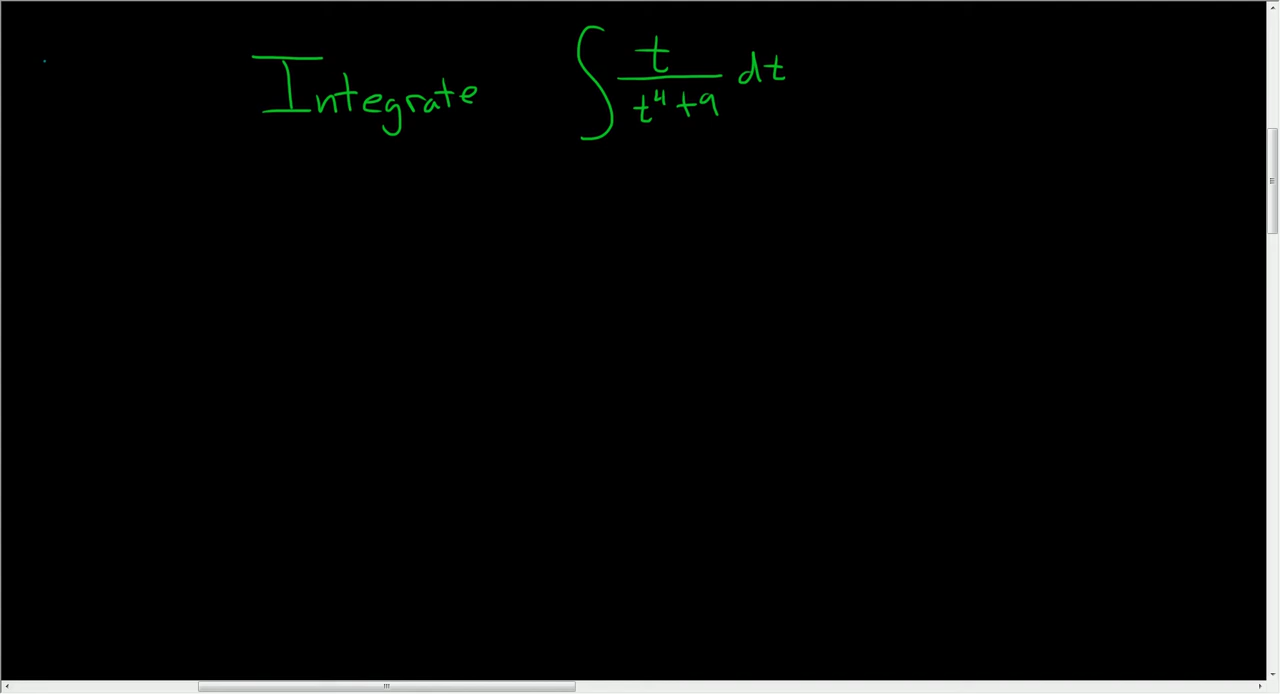 Integrate ∫ t/(t⁴+9) dt